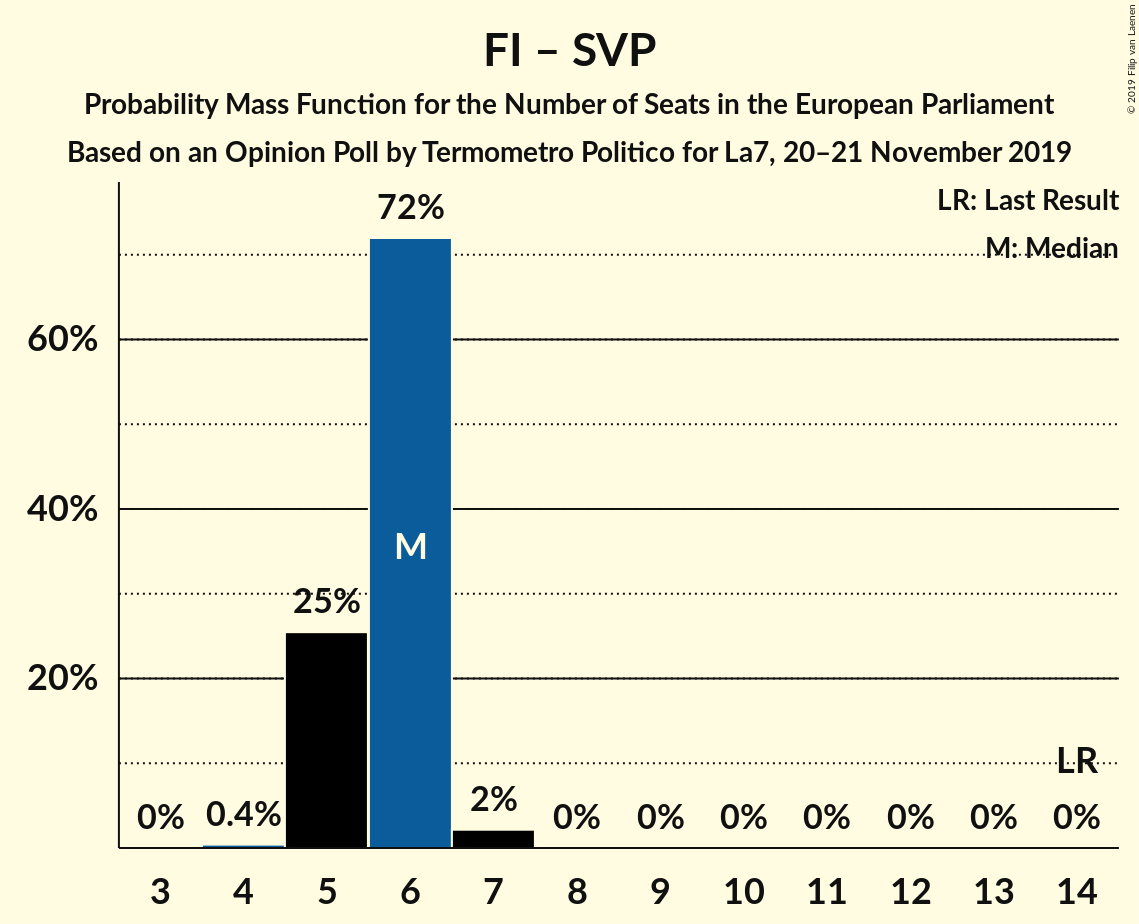 FI – SVP
Probability Mass Function for the Number of Seats in the European Parliament
Based on an Opinion Poll by Termometro Politico for La7, 20–21 November 2019
© 2019 Filip van Laenen
LR: Last Result
M: Median
72%
60%
40%
M
25%
20%
LR
0% 0.4% 2% 0% 0% 0% 0% 0% 0% 0%
3 4 5 6 7 8 9 10 11 12 13 14